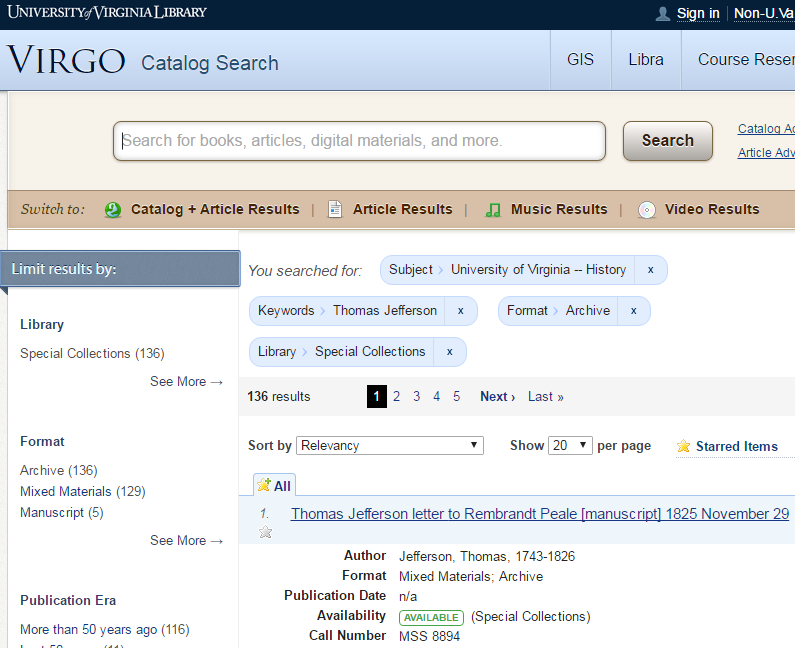 UNIVERSITY of VIRGINIA LIBRARY Sign in Non-U.Va
VIRGO Catalog Search GIS Libra Course Reser
Search for books, articles, digital materials, and more. Search Catalog Ad
Article Adv
Switch to: Catalog + Article Results | Article Results | Music Results | Video Results
Limit results by:
You searched for: Subject › University of Virginia -- History x
Keywords › Thomas Jefferson x Format › Archive x
Library › Special Collections x
Library
Special Collections (136)
See More →
136 results 1 2 3 4 5 Next › Last »
Format
Archive (136)
Mixed Materials (129)
Manuscript (5)
See More →
Sort by Relevancy Show 20 per page Starred Items
All
1. Thomas Jefferson letter to Rembrandt Peale [manuscript] 1825 November 29
Author Jefferson, Thomas, 1743-1826
Format Mixed Materials; Archive
Publication Date n/a
Availability AVAILABLE (Special Collections)
Call Number MSS 8894
Publication Era
More than 50 years ago (116)